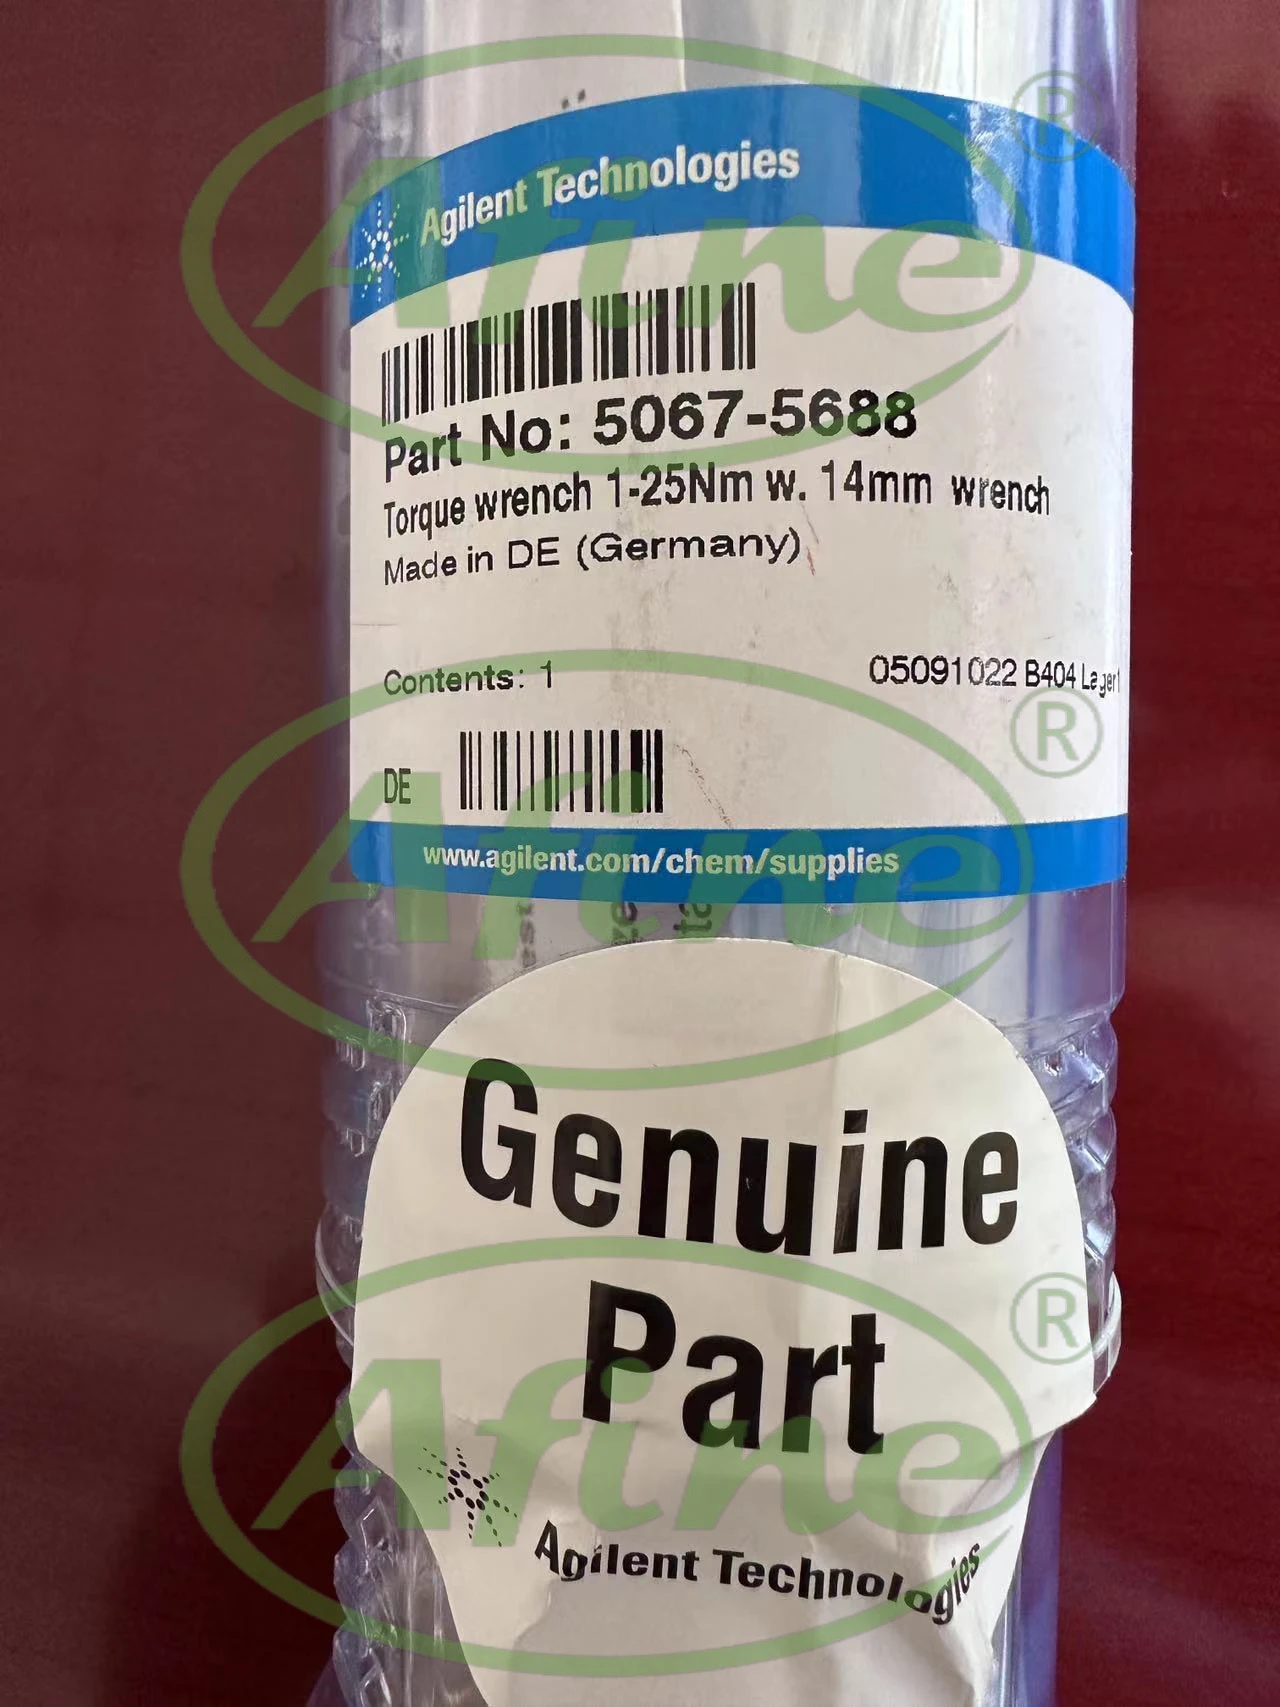 Agilent Technologies
Part No: 5067-5688
Torque wrench 1-25Nm w. 14mm wrench
Made in DE (Germany)
Contents: 1
05091022 B404 Lager1
DE
www.agilent.com/chem/supplies
Genuine
Part
Agilent Technologies
Afine ®
Afine ®
Afine ®